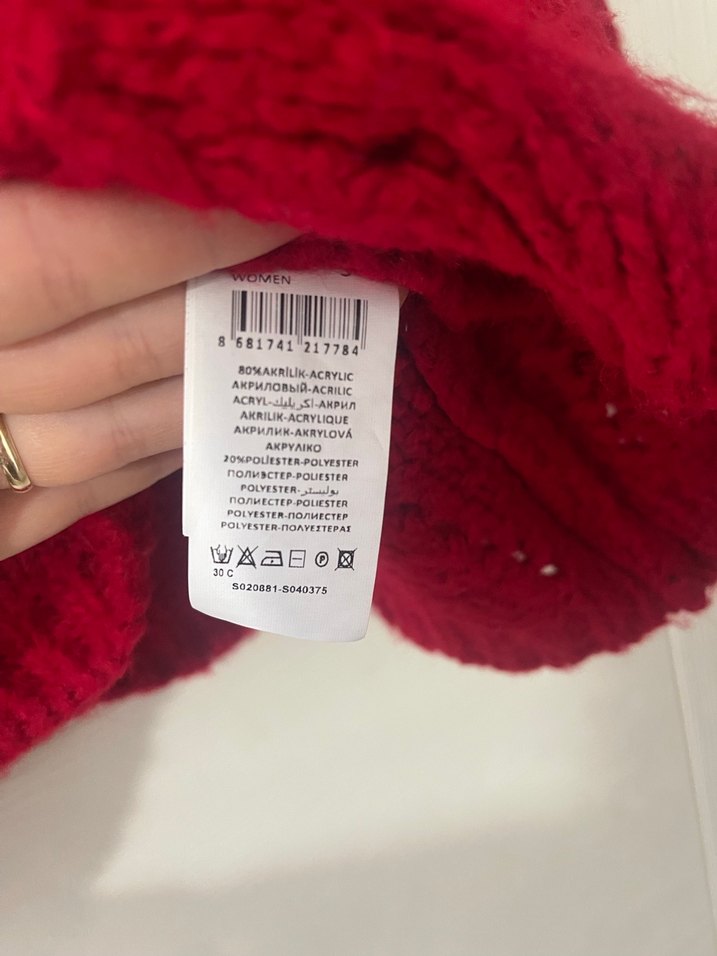 WOMEN
8 681741 217784
80%AKRİLİK-ACRYLIC
АКРИЛОВЫЙ-ACRILIC
ACRYL-اكريليك-АКРИЛ
AKRILIK-ACRYLIQUE
АКРИЛИК-AKRYLOVÁ
ΑΚΡΥΛΙΚΟ
20%POLİESTER-POLYESTER
ПОЛИЭСТЕР-POLIESTER
POLYESTER-بوليستر
ПОЛИЕСТЕР-POLIESTER
POLYESTER-ПОЛИЕСТЕР
POLYESTER-ΠΟΛΥΕΣΤΕΡΑΣ
P
30 C
S020881-S040375